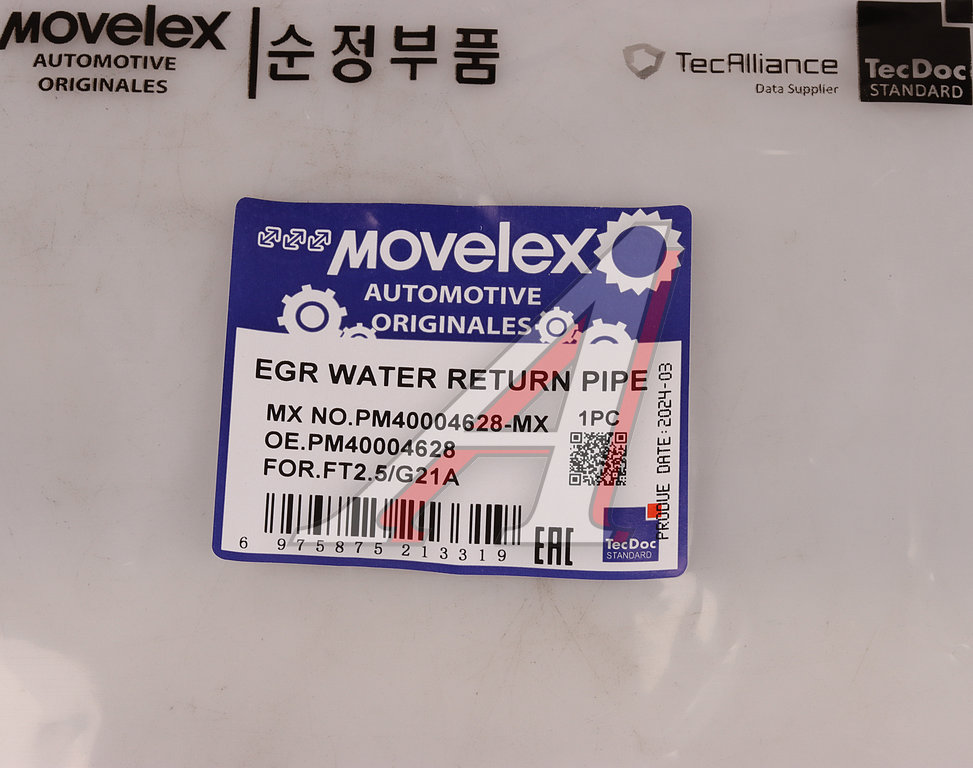 MOVELEX
AUTOMOTIVE
ORIGINALES
순정부품
TecAlliance
Data Supplier
TecDoc
STANDARD
MOVELEX
AUTOMOTIVE
ORIGINALES
EGR WATER RETURN PIPE
MX NO.PM40004628-MX 1PC
OE.PM40004628
FOR.FT2.5/G21A
6 975875 213319
EAC
TecDoc
STANDARD
PRODUE DATE:2024-03